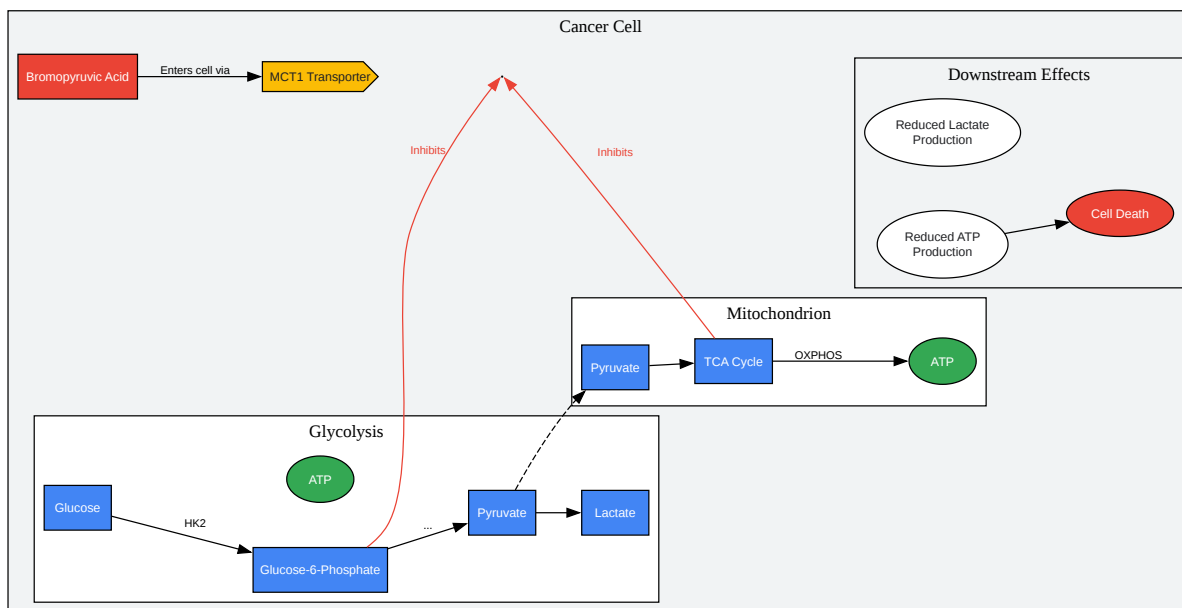 Cancer Cell
Bromopyruvic Acid
Enters cell via
MCT1 Transporter
Inhibits
Inhibits
Downstream Effects
Reduced Lactate
Production
Reduced ATP
Production
Cell Death
Mitochondrion
Pyruvate
TCA Cycle
OXPHOS
ATP
Glycolysis
ATP
Glucose
HK2
Glucose-6-Phosphate
...
Pyruvate
Lactate